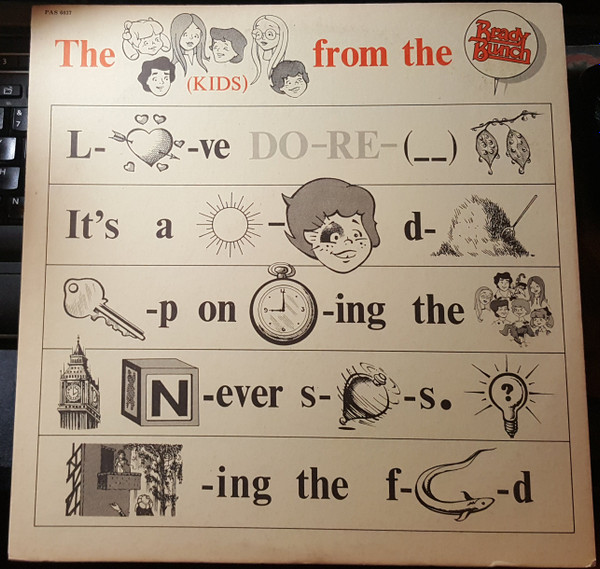 PAS 6037
The from the Brady Bunch
(KIDS)
L- -ve DO-RE-(__)
It's a - d-
-p on -ing the
N-ever s- -s. ?
-ing the f- -d